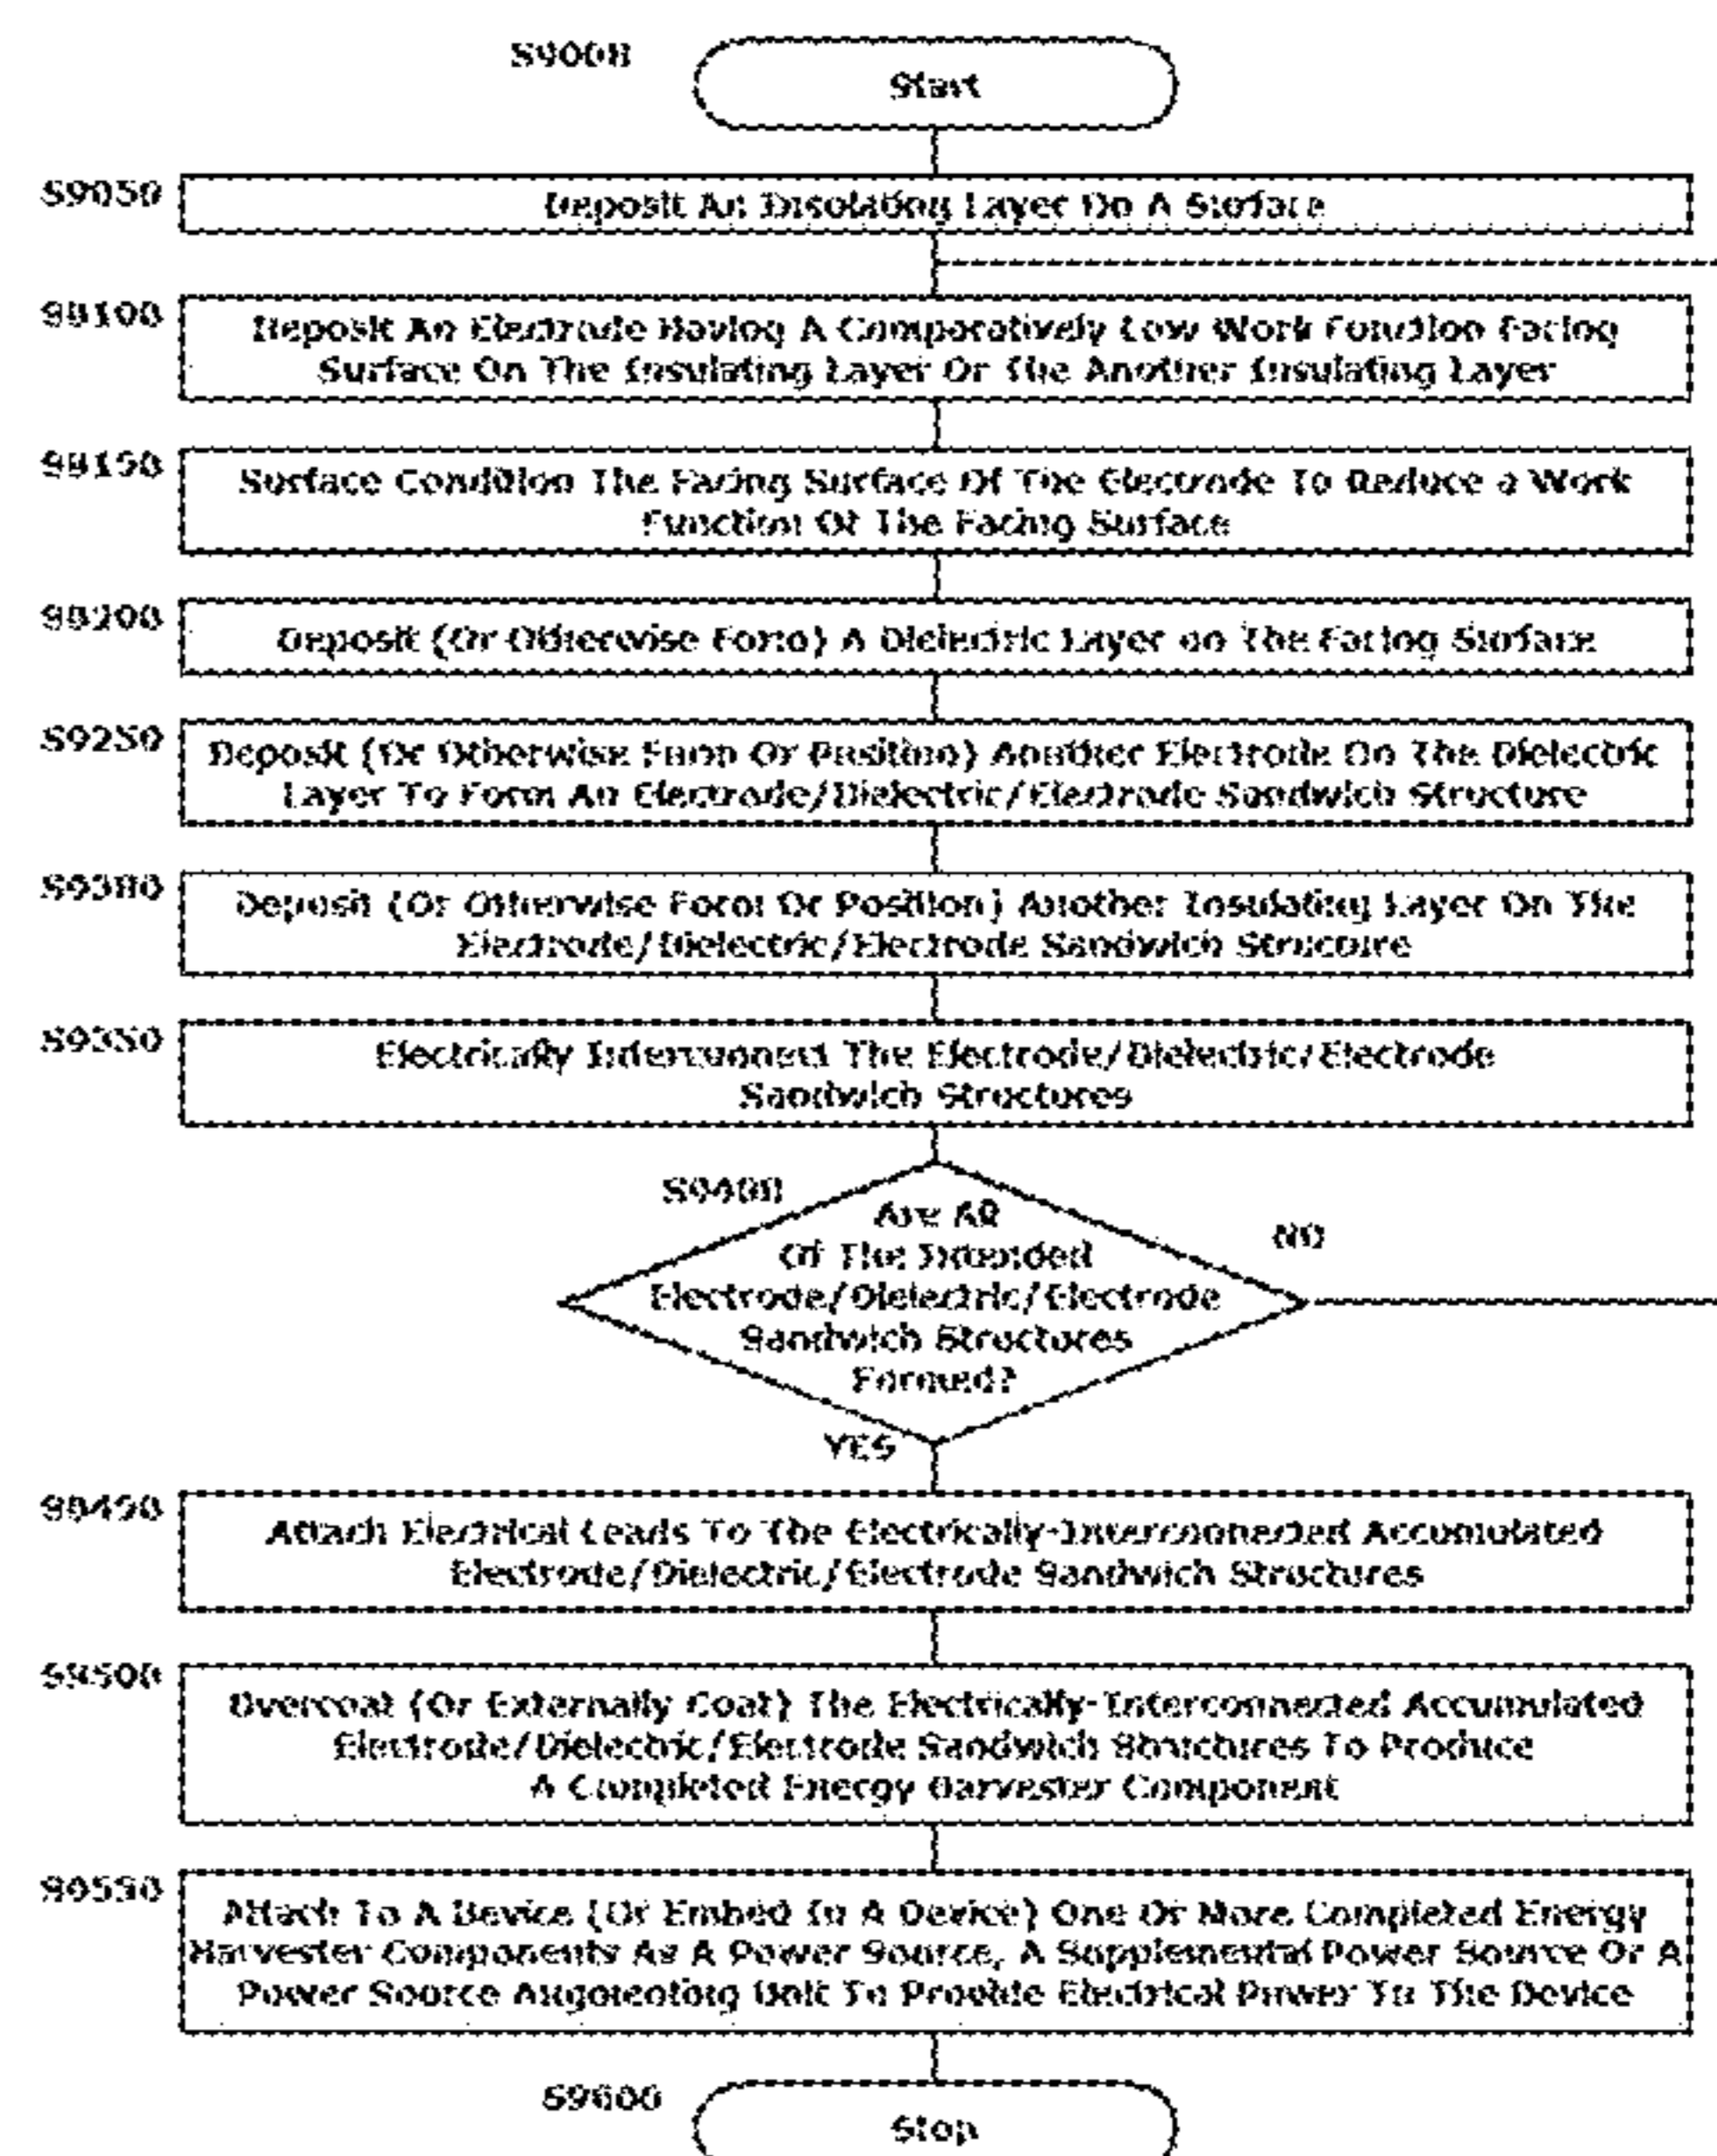 S9000
Start
S9050
Deposit An Insulating Layer On A Surface
S9100
Deposit An Electrode Having A Comparatively Low Work Function Facing
Surface On The Insulating Layer Or The Another Insulating Layer
S9150
Surface Condition The Facing Surface Of The Electrode To Reduce a Work
Function Of The Facing Surface
S9200
Deposit (Or Otherwise Form) A Dielectric Layer on The Facing Surface
S9250
Deposit (Or Otherwise Form Or Position) Another Electrode On The Dielectric
Layer To Form An Electrode/Dielectric/Electrode Sandwich Structure
S9300
Deposit (Or Otherwise Form Or Position) Another Insulating Layer On The
Electrode/Dielectric/Electrode Sandwich Structure
S9350
Electrically Interconnect The Electrode/Dielectric/Electrode
Sandwich Structures
S9400
Are All
Of The Intended
Electrode/Dielectric/Electrode
Sandwich Structures
Formed?
NO
YES
S9450
Attach Electrical Leads To The Electrically-Interconnected Accumulated
Electrode/Dielectric/Electrode Sandwich Structures
S9500
Overcoat (Or Externally Coat) The Electrically-Interconnected Accumulated
Electrode/Dielectric/Electrode Sandwich Structures To Produce
A Completed Energy Harvester Component
S9550
Attach To A Device (Or Embed In A Device) One Or More Completed Energy
Harvester Components As A Power Source, A Supplemental Power Source Or A
Power Source Augmenting Unit To Provide Electrical Power To The Device
S9600
Stop